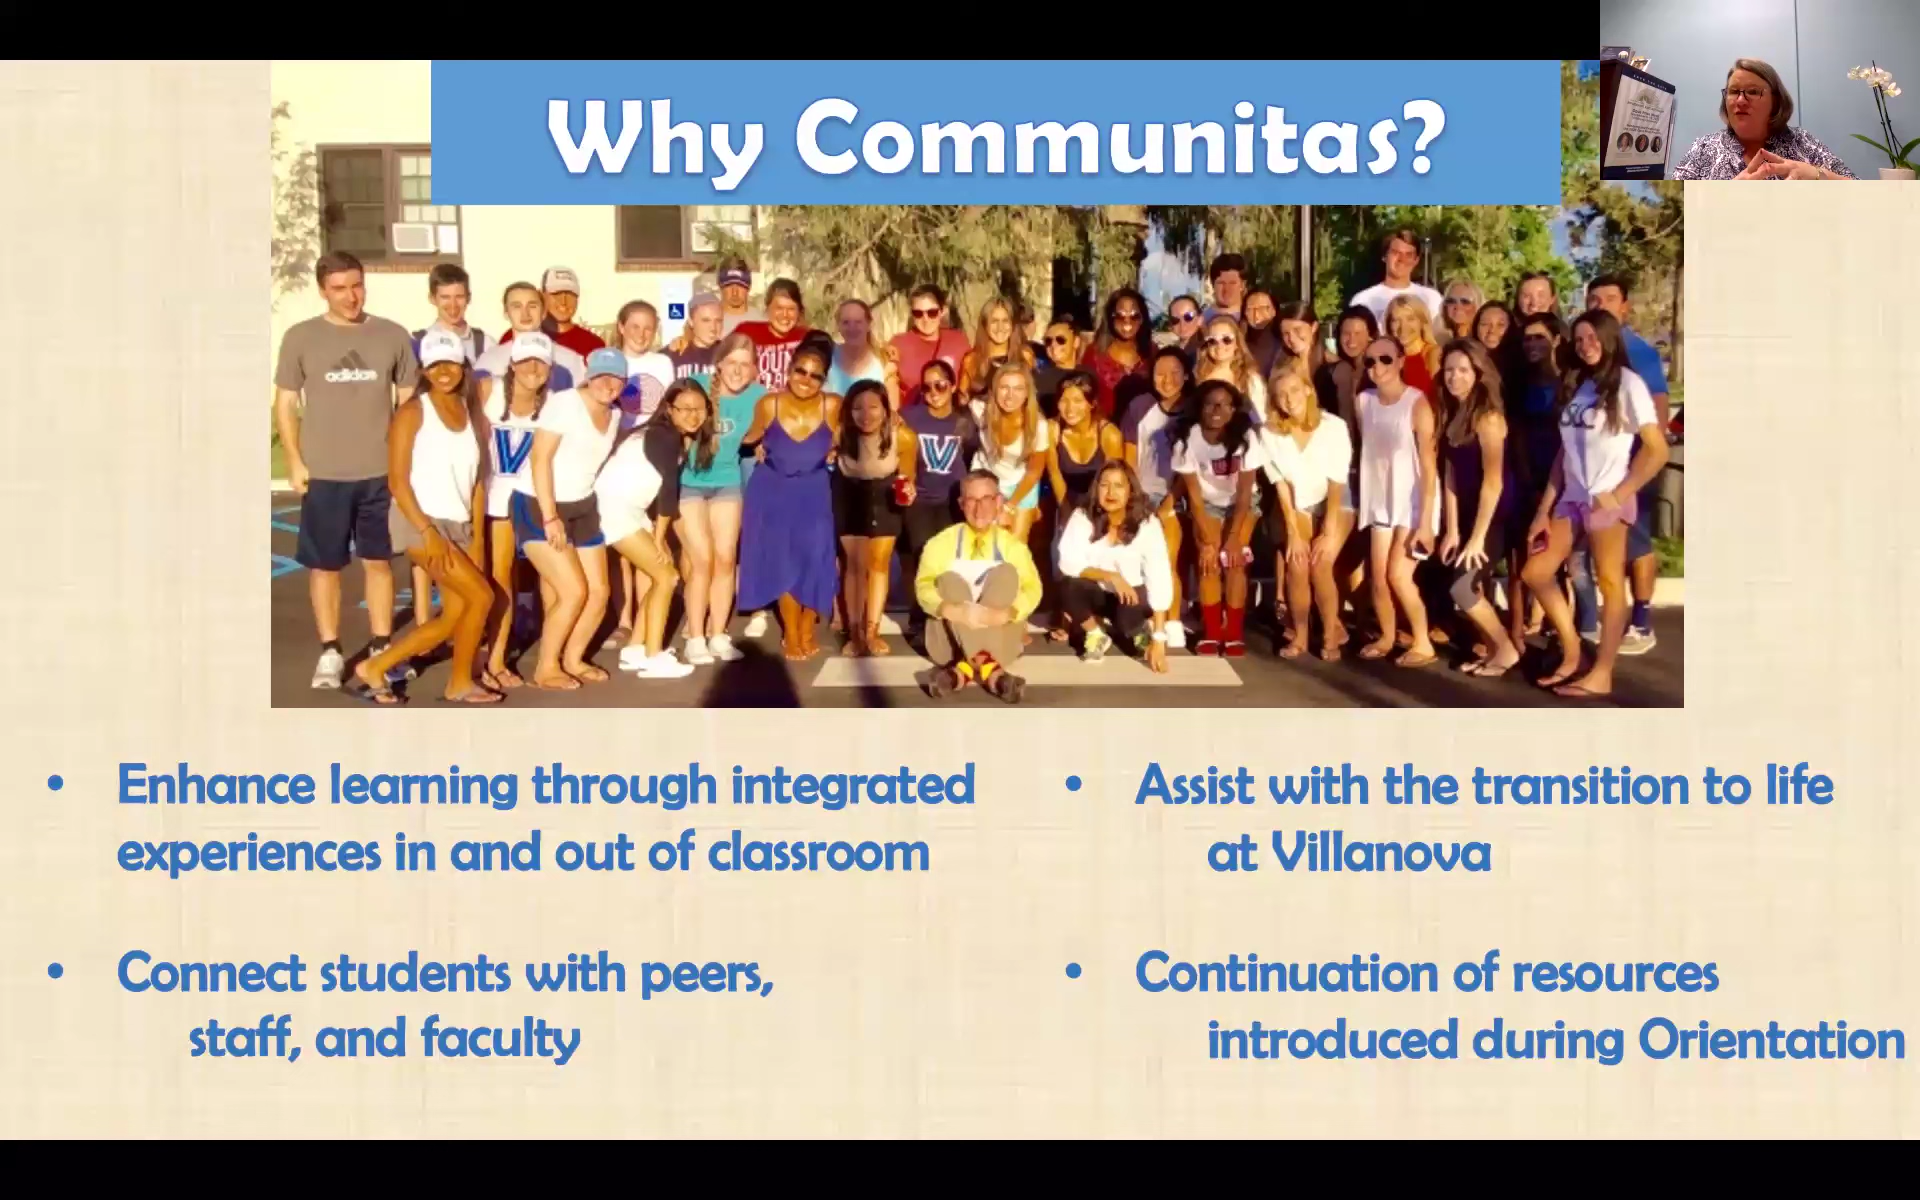 Why Communitas?
adidas
V
V
• Enhance learning through integrated
experiences in and out of classroom
• Connect students with peers,
staff, and faculty
• Assist with the transition to life
at Villanova
• Continuation of resources
introduced during Orientation